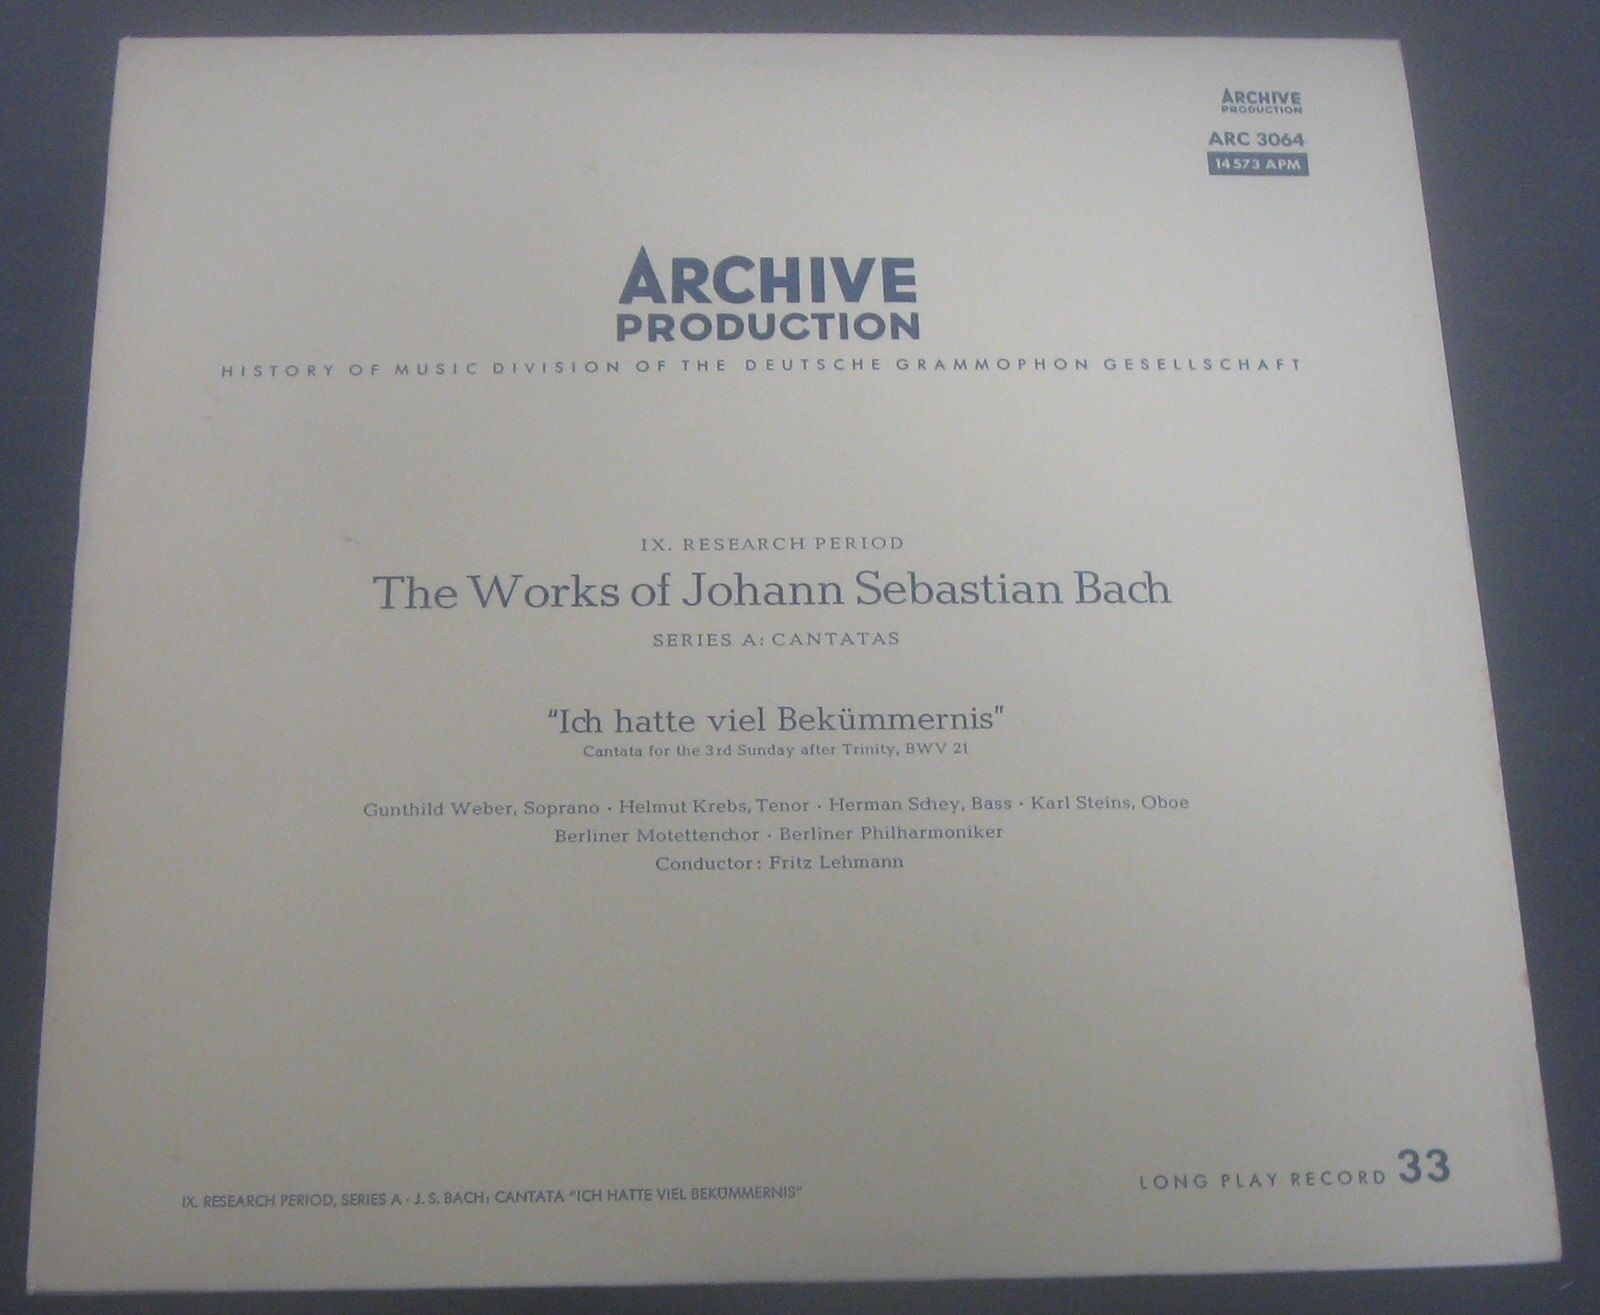 ARCHIVE
PRODUCTION
ARC 3064
14 573 APM
ARCHIVE
PRODUCTION
HISTORY OF MUSIC DIVISION OF THE DEUTSCHE GRAMMOPHON GESELLSCHAFT
IX. RESEARCH PERIOD
The Works of Johann Sebastian Bach
SERIES A: CANTATAS
"Ich hatte viel Bekümmernis"
Cantata for the 3rd Sunday after Trinity, BWV 21
Gunthild Weber, Soprano · Helmut Krebs, Tenor · Herman Schey, Bass · Karl Steins, Oboe
Berliner Motettenchor · Berliner Philharmoniker
Conductor: Fritz Lehmann
IX. RESEARCH PERIOD, SERIES A · J. S. BACH: CANTATA "ICH HATTE VIEL BEKÜMMERNIS"
LONG PLAY RECORD 33